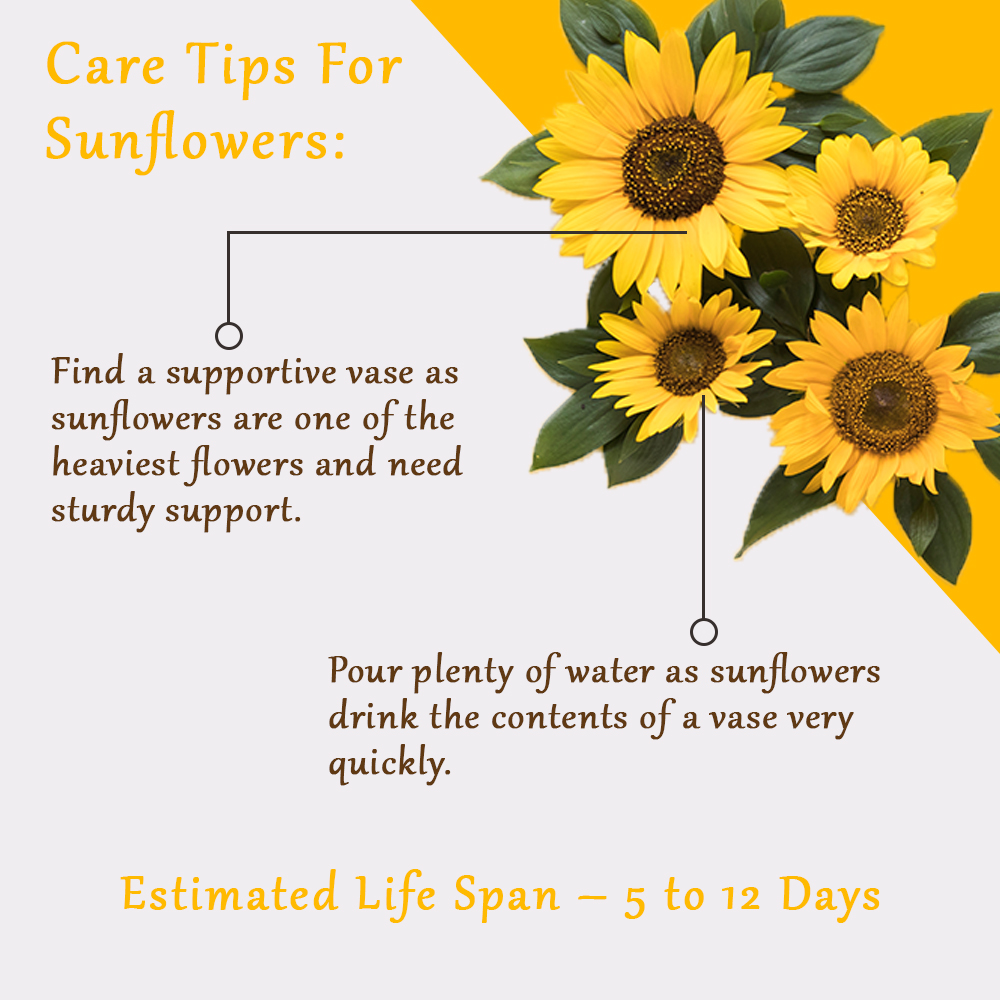 Care Tips For
Sunflowers:
Find a supportive vase as
sunflowers are one of the
heaviest flowers and need
sturdy support.
Pour plenty of water as sunflowers
drink the contents of a vase very
quickly.
Estimated Life Span – 5 to 12 Days